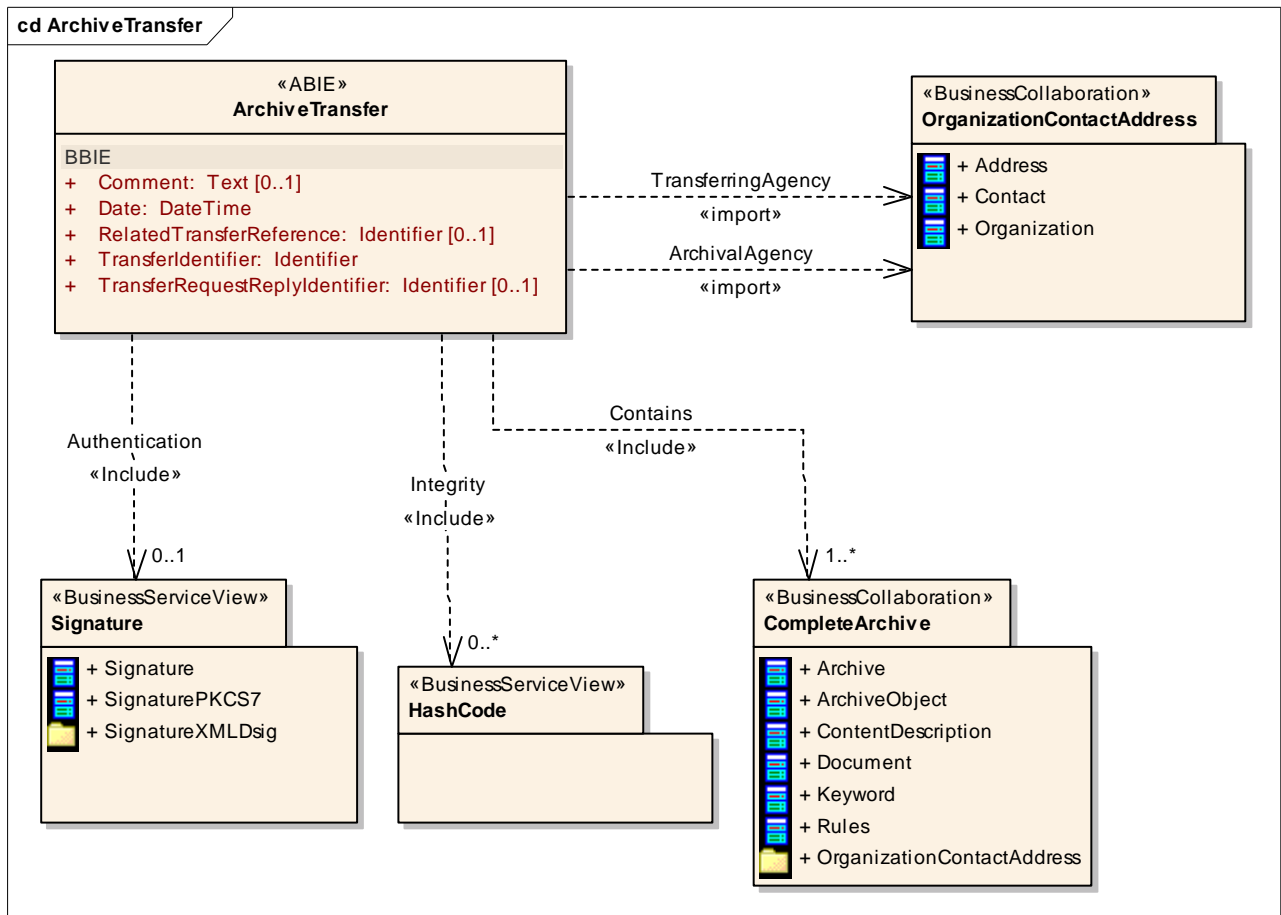 cd ArchiveTransfer
«ABIE»
ArchiveTransfer
BBIE
+ Comment: Text [0..1]
+ Date: DateTime
+ RelatedTransferReference: Identifier [0..1]
+ TransferIdentifier: Identifier
+ TransferRequestReplyIdentifier: Identifier [0..1]
TransferringAgency
«import»
ArchivalAgency
«import»
«BusinessCollaboration»
OrganizationContactAddress
+ Address
+ Contact
+ Organization
Authentication
«Include»
0..1
Integrity
«Include»
0..*
Contains
«Include»
1..*
«BusinessServiceView»
Signature
+ Signature
+ SignaturePKCS7
+ SignatureXMLDsig
«BusinessServiceView»
HashCode
«BusinessCollaboration»
CompleteArchive
+ Archive
+ ArchiveObject
+ ContentDescription
+ Document
+ Keyword
+ Rules
+ OrganizationContactAddress